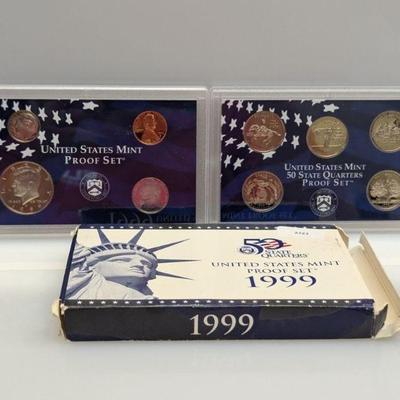 UNITED STATES MINT
PROOF SET
UNITED STATES MINT
50 STATE QUARTERS
PROOF SET
50
STATE
QUARTERS
UNITED STATES MINT
PROOF SET
1999
1999